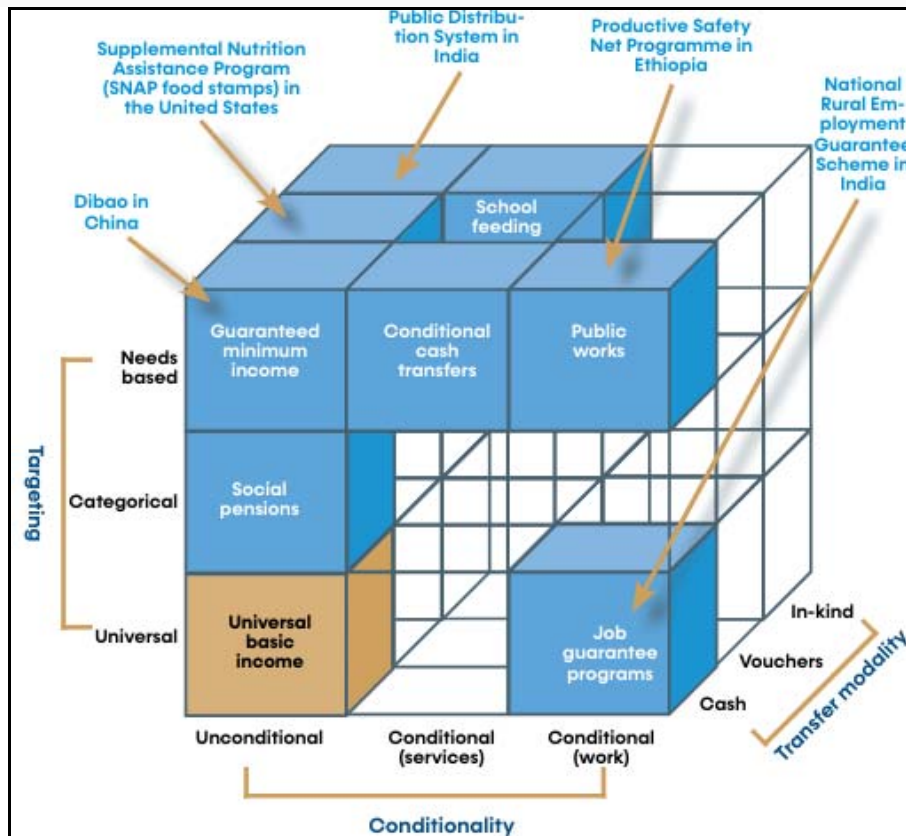 Public Distribu-
tion System in
India
Productive Safety
Net Programme in
Ethiopia
Supplemental Nutrition
Assistance Program
(SNAP food stamps) in
the United States
National
Rural Em-
ployment
Guarantee
Scheme in
India
Dibao in
China
School
feeding
Guaranteed
minimum
income
Conditional
cash
transfers
Public
works
Needs
based
Targeting
Categorical
Social
pensions
Universal
Universal
basic
income
Job
guarantee
programs
In-kind
Vouchers
Cash
Transfer modality
Unconditional
Conditional
(services)
Conditional
(work)
Conditionality